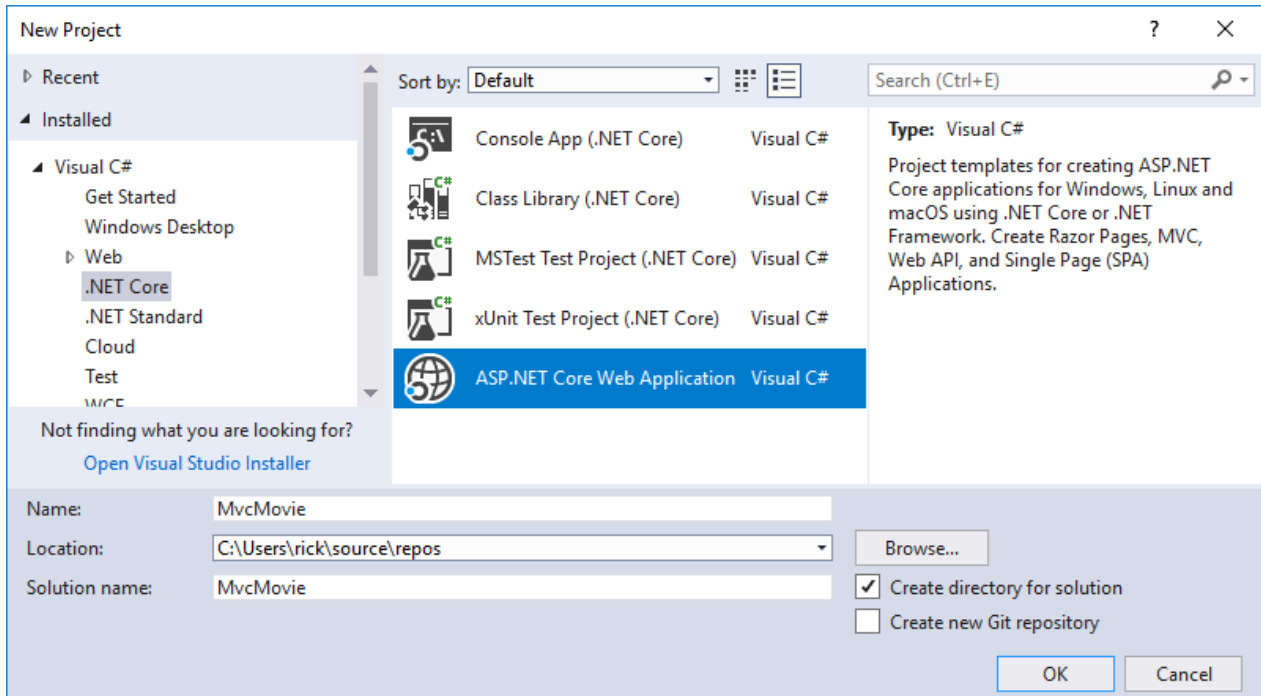 New Project
?
Recent
Installed
Visual C#
Get Started
Windows Desktop
Web
.NET Core
.NET Standard
Cloud
Test
WCF
Not finding what you are looking for?
Open Visual Studio Installer
Sort by: Default
C:\
Console App (.NET Core) Visual C#
C#
Class Library (.NET Core) Visual C#
C#
MSTest Test Project (.NET Core) Visual C#
C#
xUnit Test Project (.NET Core) Visual C#
ASP.NET Core Web Application Visual C#
Search (Ctrl+E)
Type: Visual C#
Project templates for creating ASP.NET
Core applications for Windows, Linux and
macOS using .NET Core or .NET
Framework. Create Razor Pages, MVC,
Web API, and Single Page (SPA)
Applications.
Name: MvcMovie
Location: C:\Users\rick\source\repos
Browse...
Solution name: MvcMovie
Create directory for solution
Create new Git repository
OK Cancel